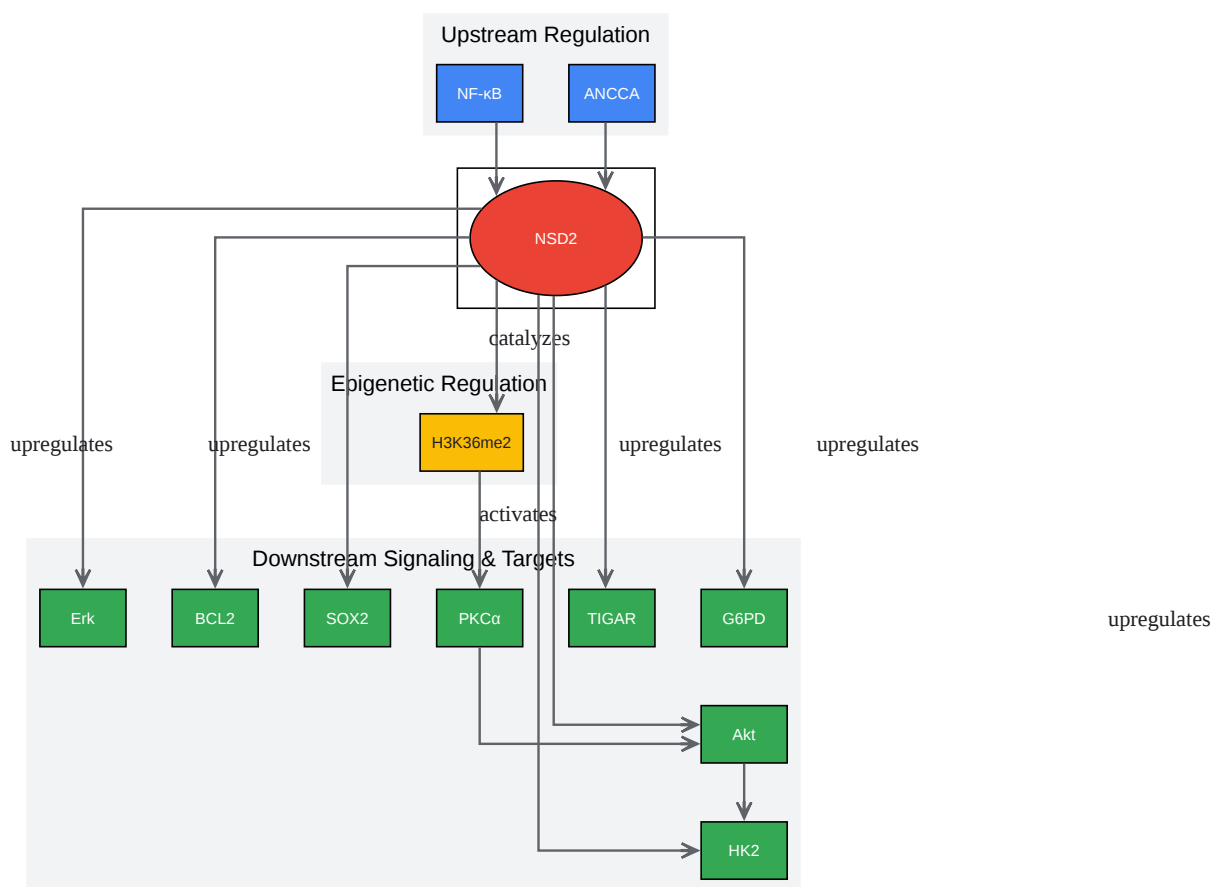 Upstream Regulation
NF-κB
ANCCA
NSD2
catalyzes
Epigenetic Regulation
H3K36me2
upregulates
upregulates
upregulates
upregulates
activates
Downstream Signaling & Targets
Erk
BCL2
SOX2
PKCα
TIGAR
G6PD
upregulates
Akt
HK2